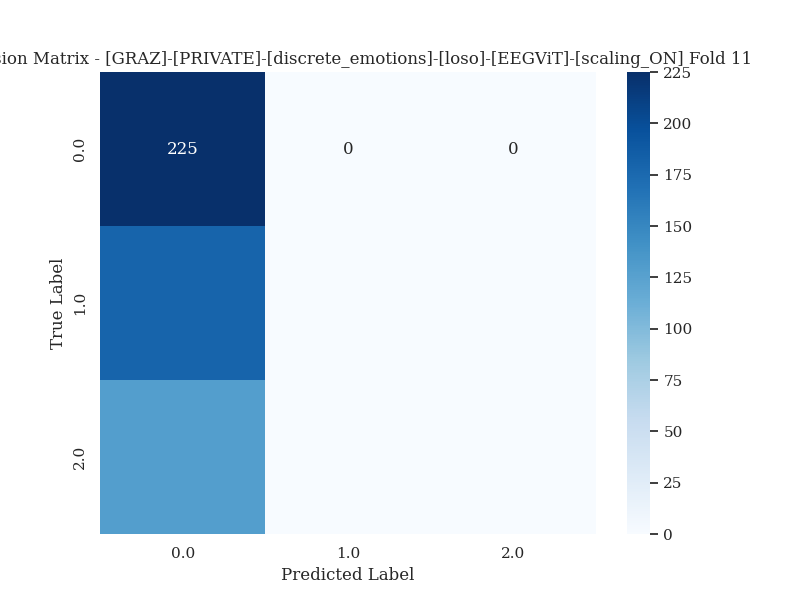 sion Matrix - [GRAZ]-[PRIVATE]-[discrete_emotions]-[loso]-[EEGViT]-[scaling_ON] Fold 11
225
200
175
150
125
100
75
50
25
0
True Label
0.0
1.0
2.0
225 0 0
0.0 1.0 2.0
Predicted Label